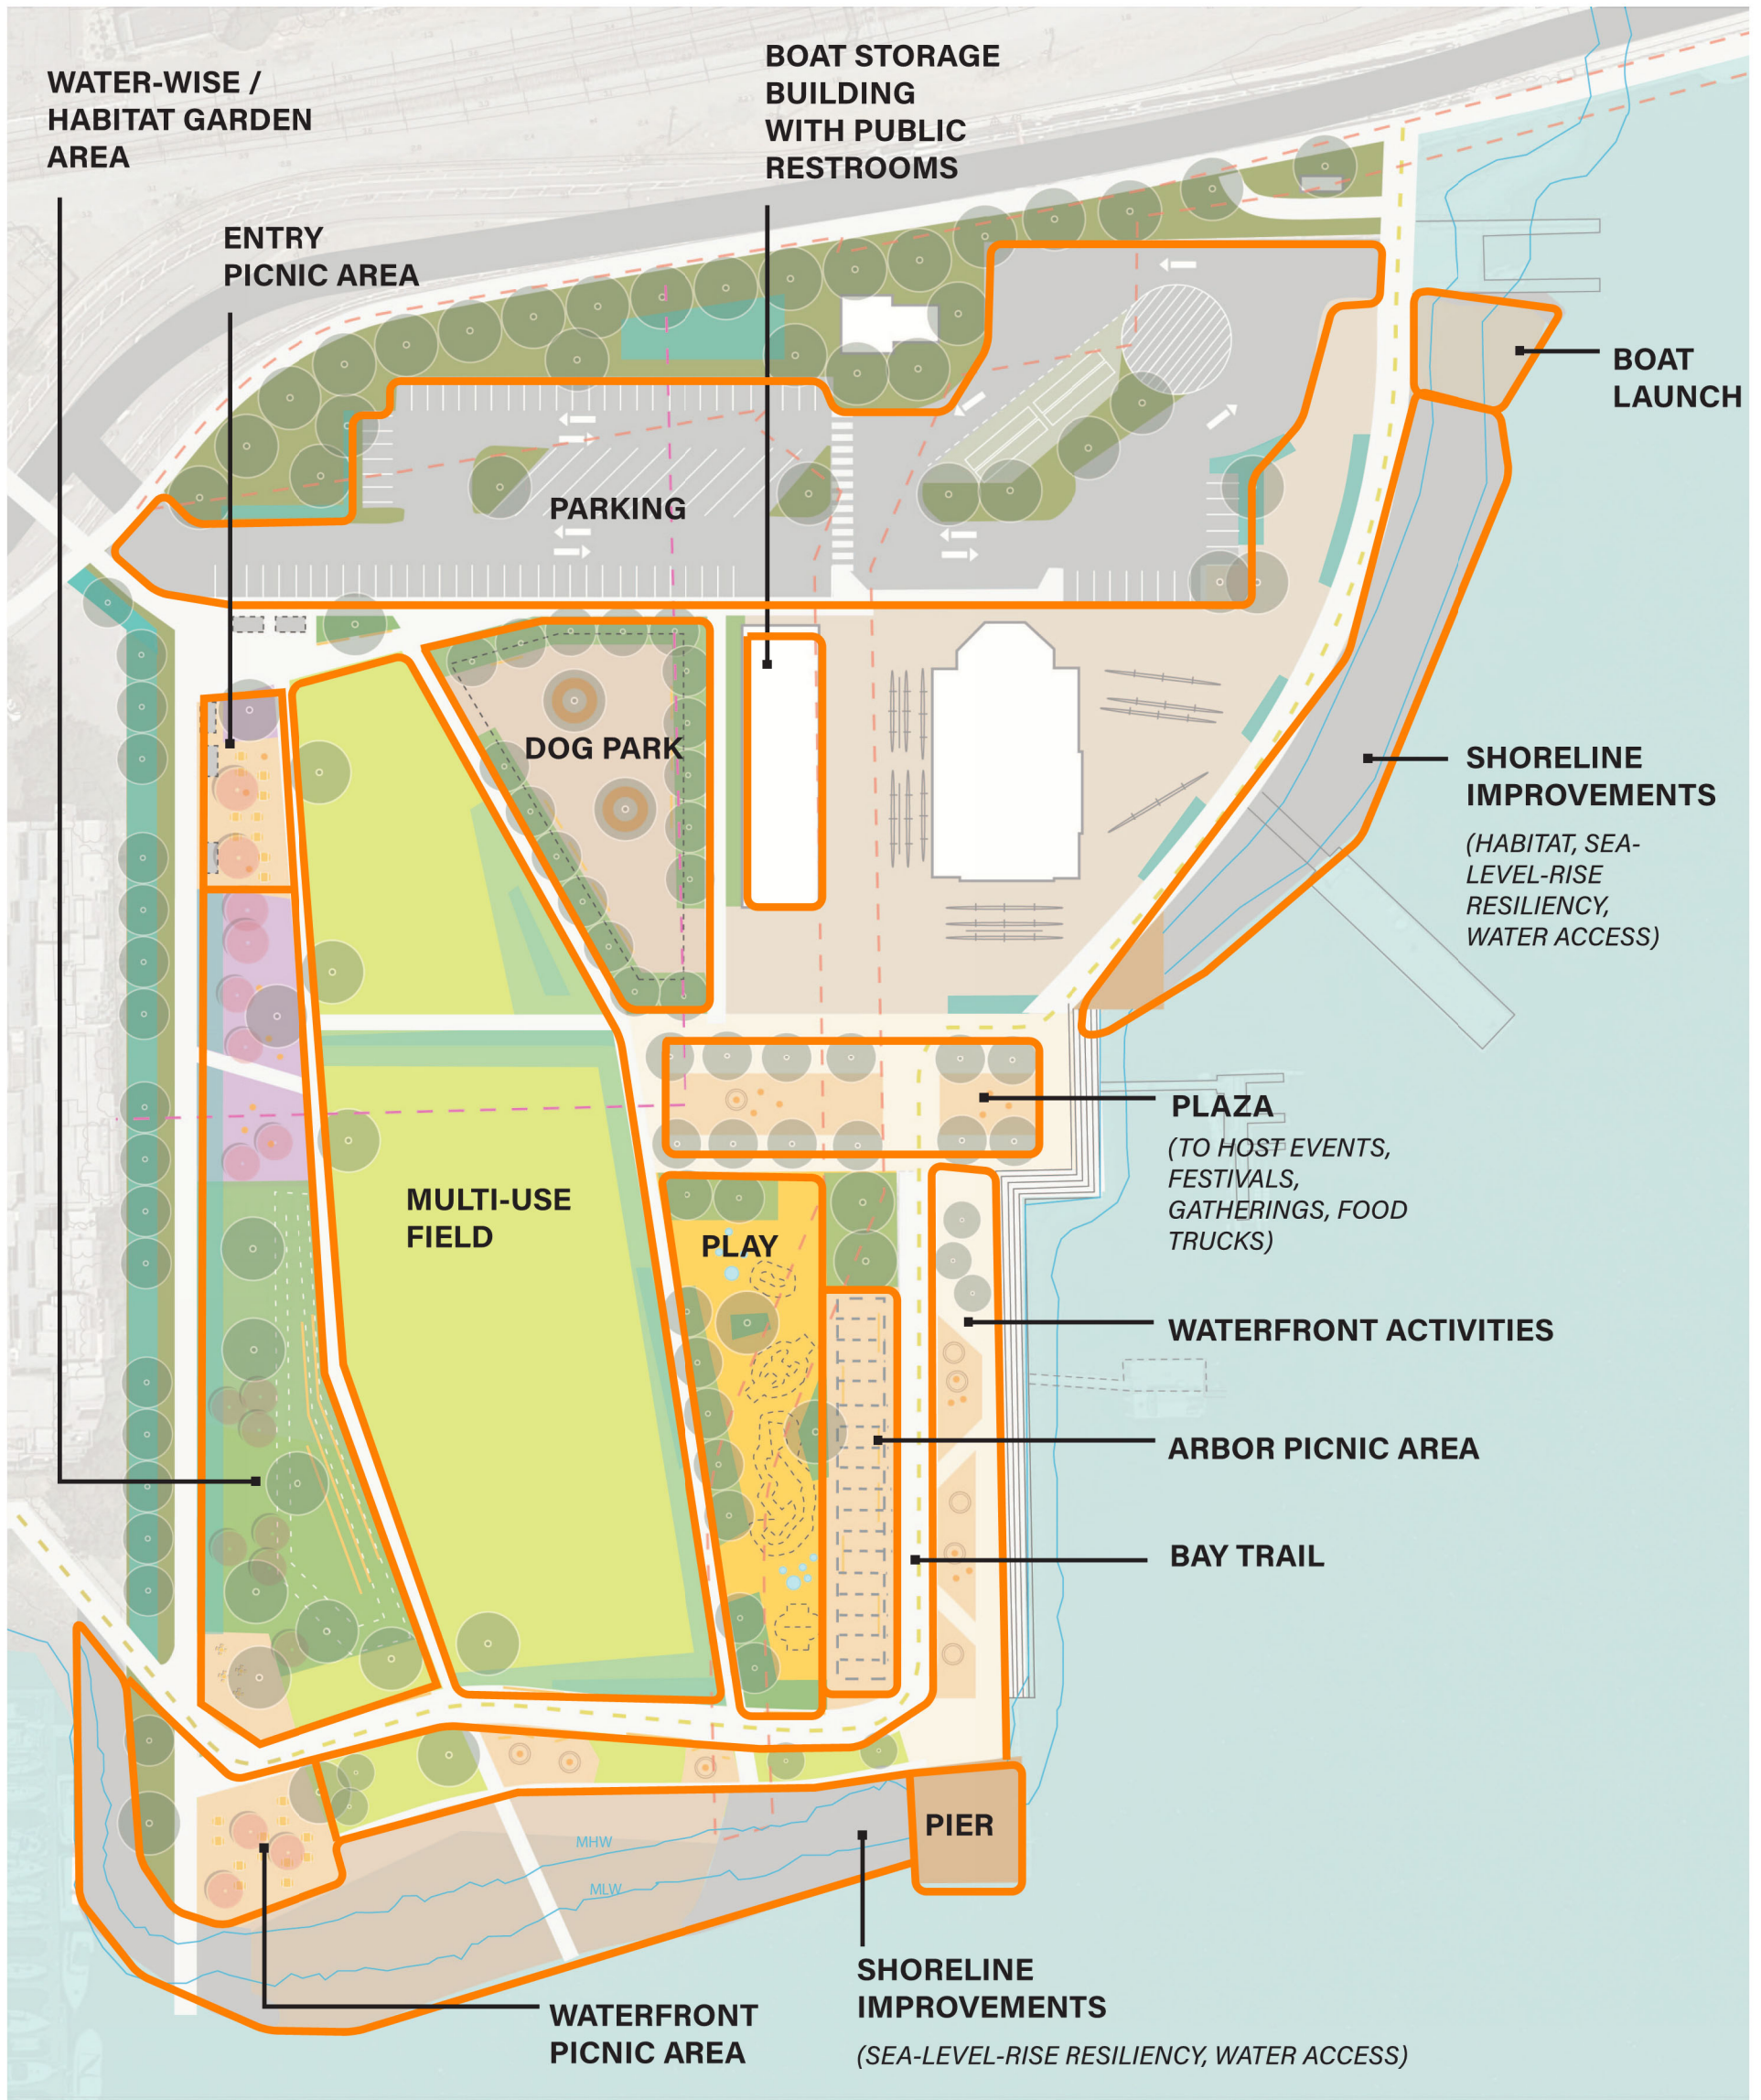 WATER-WISE /
HABITAT GARDEN
AREA
BOAT STORAGE
BUILDING
WITH PUBLIC
RESTROOMS
ENTRY
PICNIC AREA
BOAT
LAUNCH
PARKING
DOG PARK
SHORELINE
IMPROVEMENTS
(HABITAT, SEA-
LEVEL-RISE
RESILIENCY,
WATER ACCESS)
PLAZA
(TO HOST EVENTS,
FESTIVALS,
GATHERINGS, FOOD
TRUCKS)
MULTI-USE
FIELD
PLAY
WATERFRONT ACTIVITIES
ARBOR PICNIC AREA
BAY TRAIL
PIER
MHW
MLW
SHORELINE
IMPROVEMENTS
(SEA-LEVEL-RISE RESILIENCY, WATER ACCESS)
WATERFRONT
PICNIC AREA